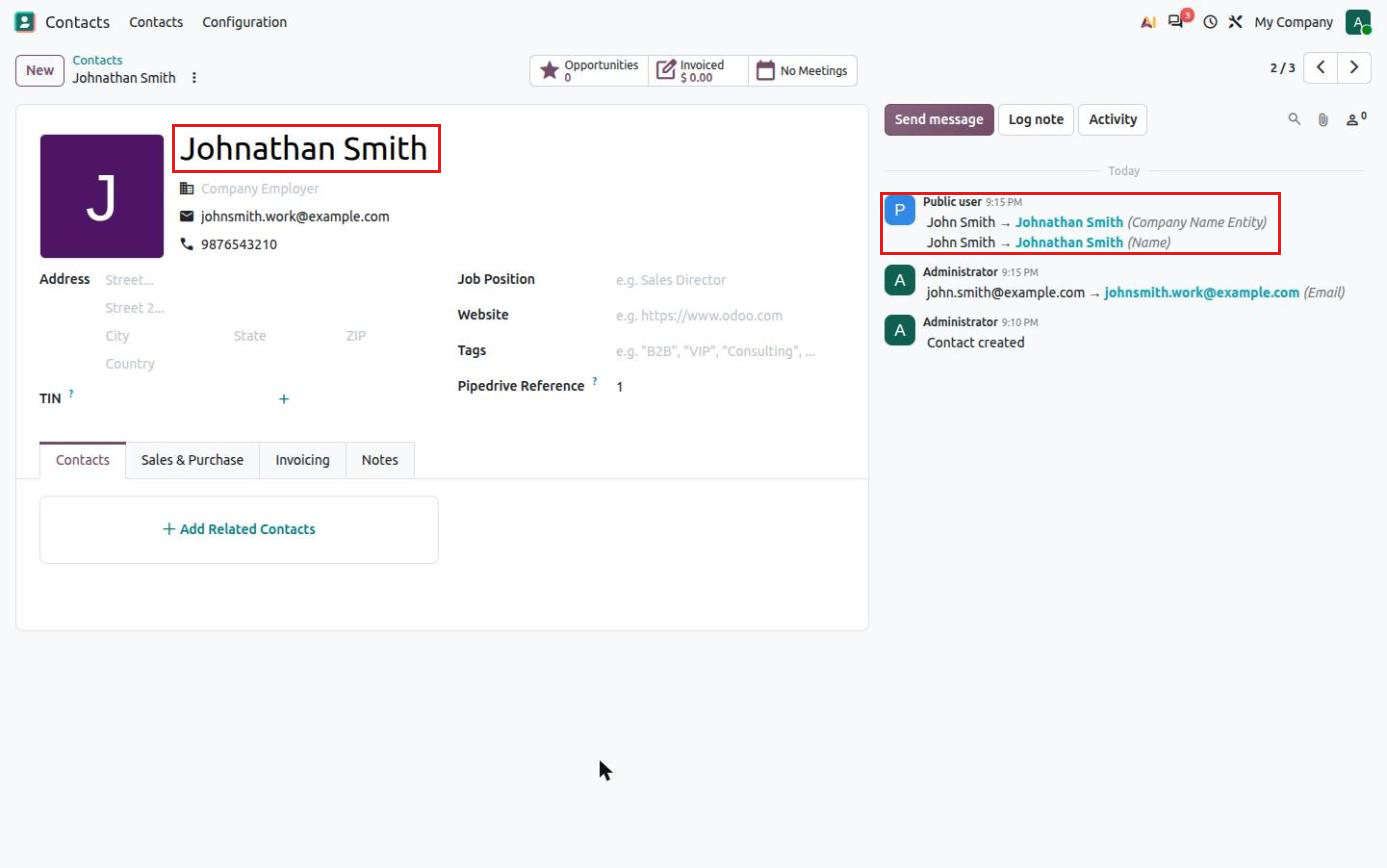 Contacts Contacts Configuration
AI 3 My Company A
New
Contacts
Johnathan Smith
Opportunities
0
Invoiced
$ 0.00
No Meetings
2 / 3
J
Johnathan Smith
Company Employer
johnsmith.work@example.com
9876543210
Address Street...
Street 2...
City State ZIP
Country
TIN ? +
Job Position e.g. Sales Director
Website e.g. https://www.odoo.com
Tags e.g. "B2B", "VIP", "Consulting", ...
Pipedrive Reference ? 1
Contacts Sales & Purchase Invoicing Notes
+ Add Related Contacts
Send message Log note Activity 0
Today
P Public user 9:15 PM
John Smith → Johnathan Smith (Company Name Entity)
John Smith → Johnathan Smith (Name)
A Administrator 9:15 PM
john.smith@example.com → johnsmith.work@example.com (Email)
A Administrator 9:10 PM
Contact created